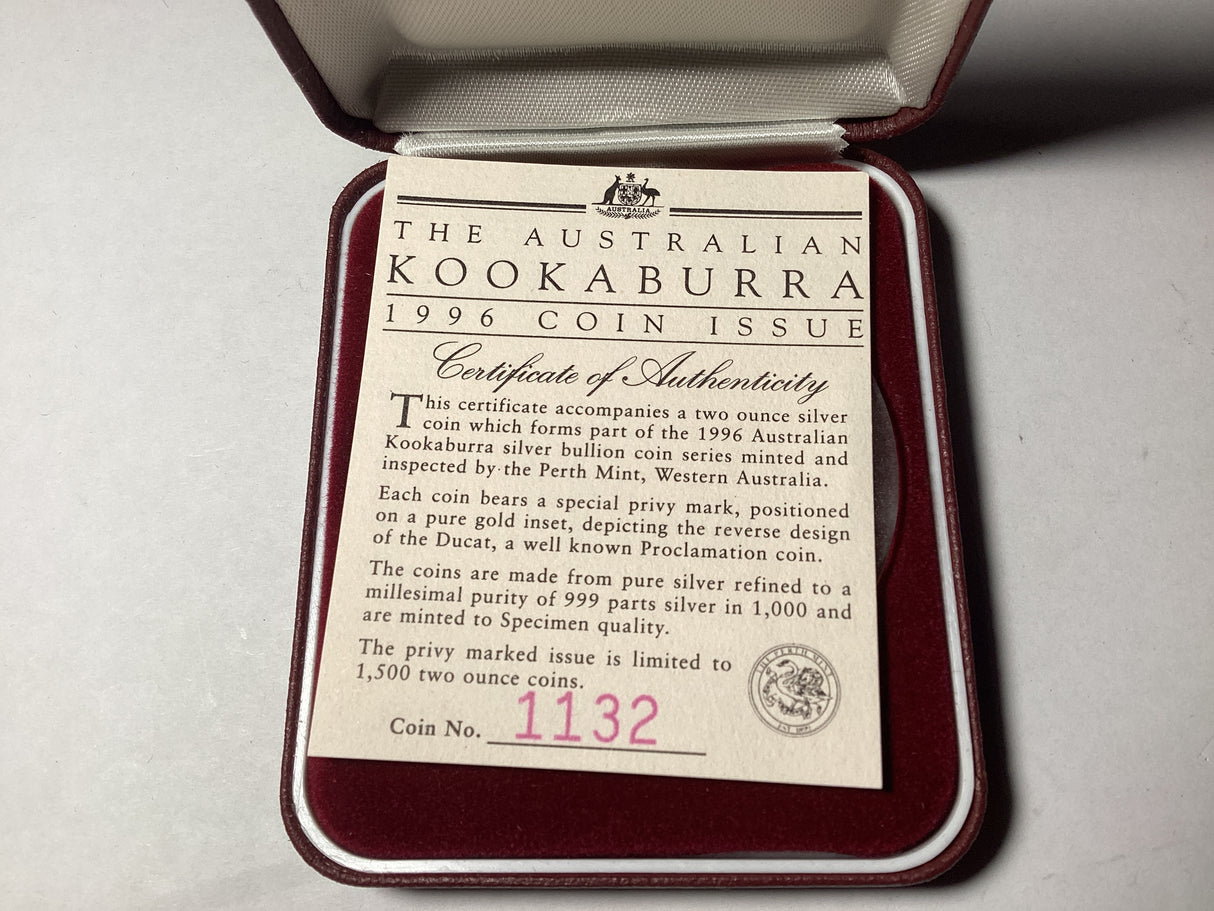 AUSTRALIA
THE AUSTRALIAN
KOOKABURRA
1996 COIN ISSUE
Certificate of Authenticity
This certificate accompanies a two ounce silver
coin which forms part of the 1996 Australian
Kookaburra silver bullion coin series minted and
inspected by the Perth Mint, Western Australia.
Each coin bears a special privy mark, positioned
on a pure gold inset, depicting the reverse design
of the Ducat, a well known Proclamation coin.
The coins are made from pure silver refined to a
millesimal purity of 999 parts silver in 1,000 and
are minted to Specimen quality.
The privy marked issue is limited to
1,500 two ounce coins.
THE PERTH MINT
EST 1899
Coin No. 1132